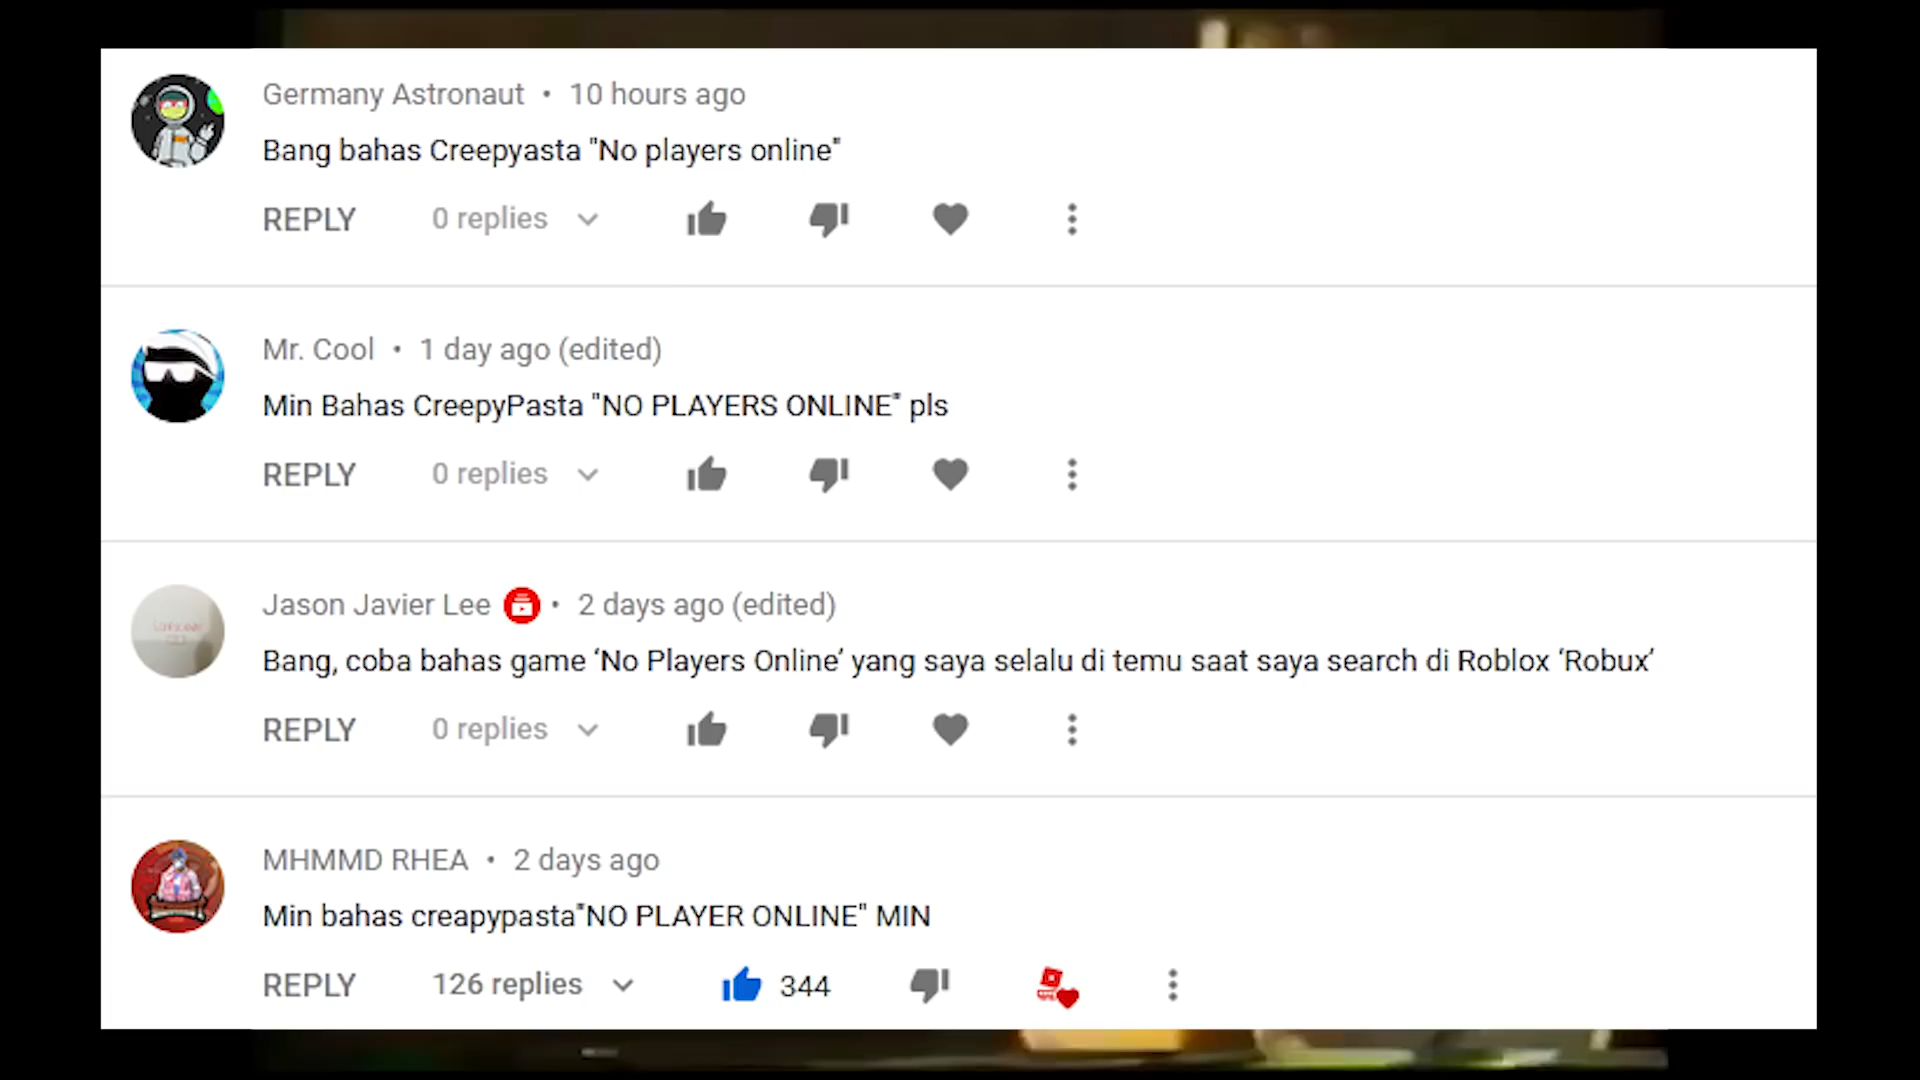 Germany Astronaut • 10 hours ago
Bang bahas Creepyasta "No players online"
REPLY 0 replies
Mr. Cool • 1 day ago (edited)
Min Bahas CreepyPasta "NO PLAYERS ONLINE" pls
REPLY 0 replies
Jason Javier Lee • 2 days ago (edited)
Bang, coba bahas game ‘No Players Online’ yang saya selalu di temu saat saya search di Roblox ‘Robux’
REPLY 0 replies
MHMMD RHEA • 2 days ago
Min bahas creapypasta"NO PLAYER ONLINE" MIN
REPLY 126 replies 344